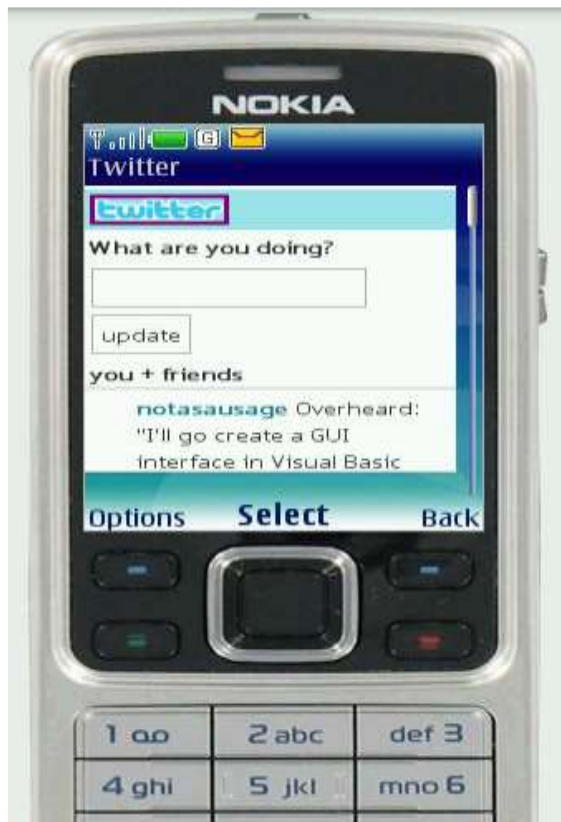 NOKIA
G
Twitter
twitter
What are you doing?
update
you + friends
notasausage Overheard:
"I'll go create a GUI
interface in Visual Basic
Options Select Back
1 2 abc def 3
4 ghi 5 jkl mno 6